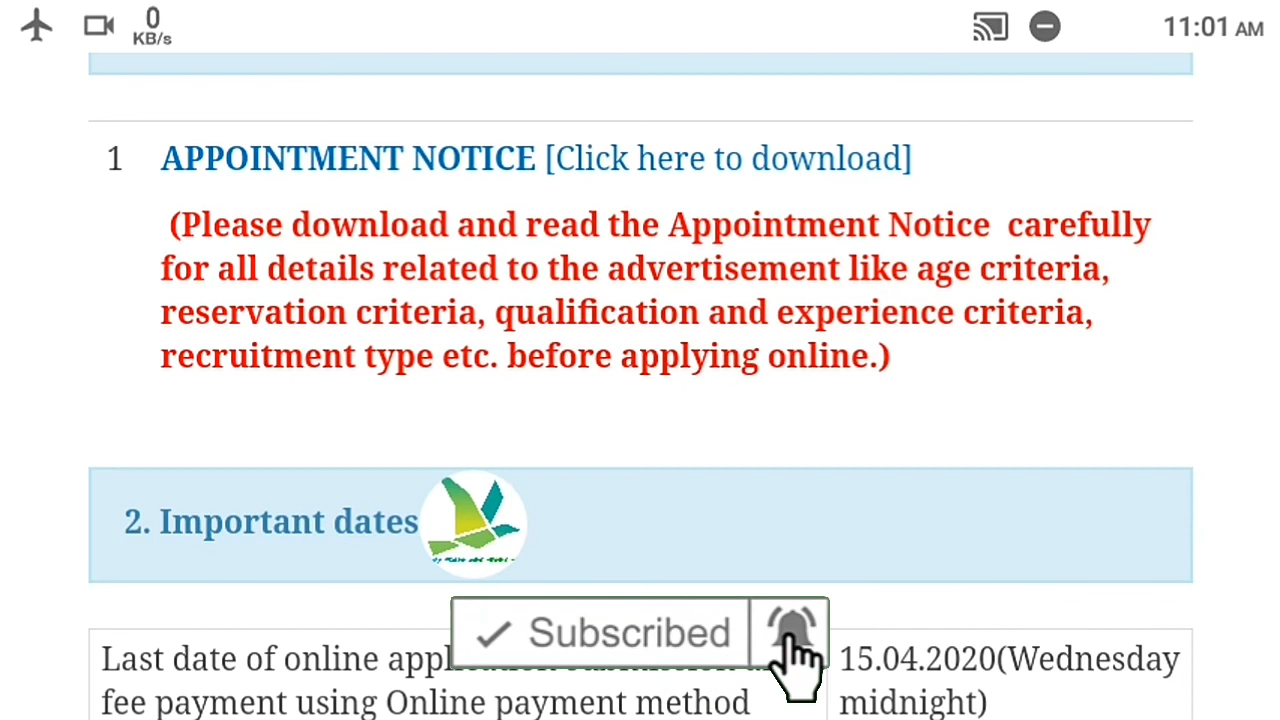 0
KB/s
11:01 AM
1 APPOINTMENT NOTICE [Click here to download]
(Please download and read the Appointment Notice carefully
for all details related to the advertisement like age criteria,
reservation criteria, qualification and experience criteria,
recruitment type etc. before applying online.)
2. Important dates
Subscribed
Last date of online 15.04.2020(Wednesday
fee payment using Online payment method midnight)